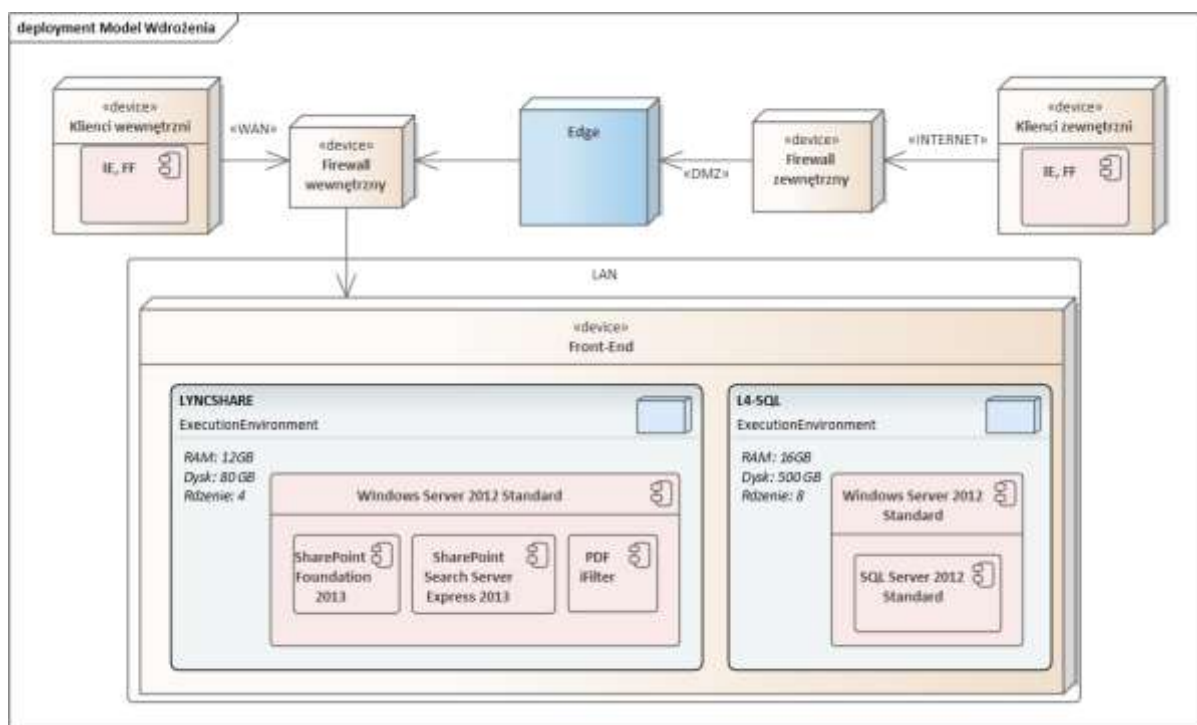 deployment Model Wdrożenia
«device»
Klienci wewnętrzni
IE, FF
«WAN»
«device»
Firewall
wewnętrzny
Edge
«DMZ»
«device»
Firewall
zewnętrzny
«INTERNET»
«device»
Klienci zewnętrzni
IE, FF
LAN
«device»
Front-End
LYNCSHARE
ExecutionEnvironment
RAM: 12GB
Dysk: 80 GB
Rdzenie: 4
Windows Server 2012 Standard
SharePoint
Foundation
2013
SharePoint
Search Server
Express 2013
PDF
iFilter
L4-SQL
ExecutionEnvironment
RAM: 16GB
Dysk: 500 GB
Rdzenie: 8
Windows Server 2012
Standard
SQL Server 2012
Standard